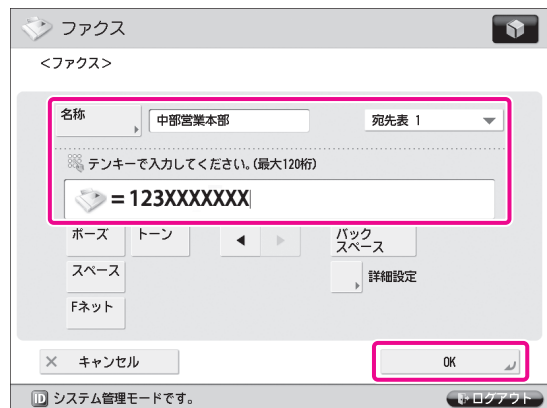 ファクス
<ファクス>
名称
中部営業本部
宛先表 1
テンキーで入力してください。(最大120桁)
= 123XXXXXXX
ポーズ トーン バック
スペース
スペース 詳細設定
Fネット
× キャンセル OK
ID システム管理モードです。 ログアウト